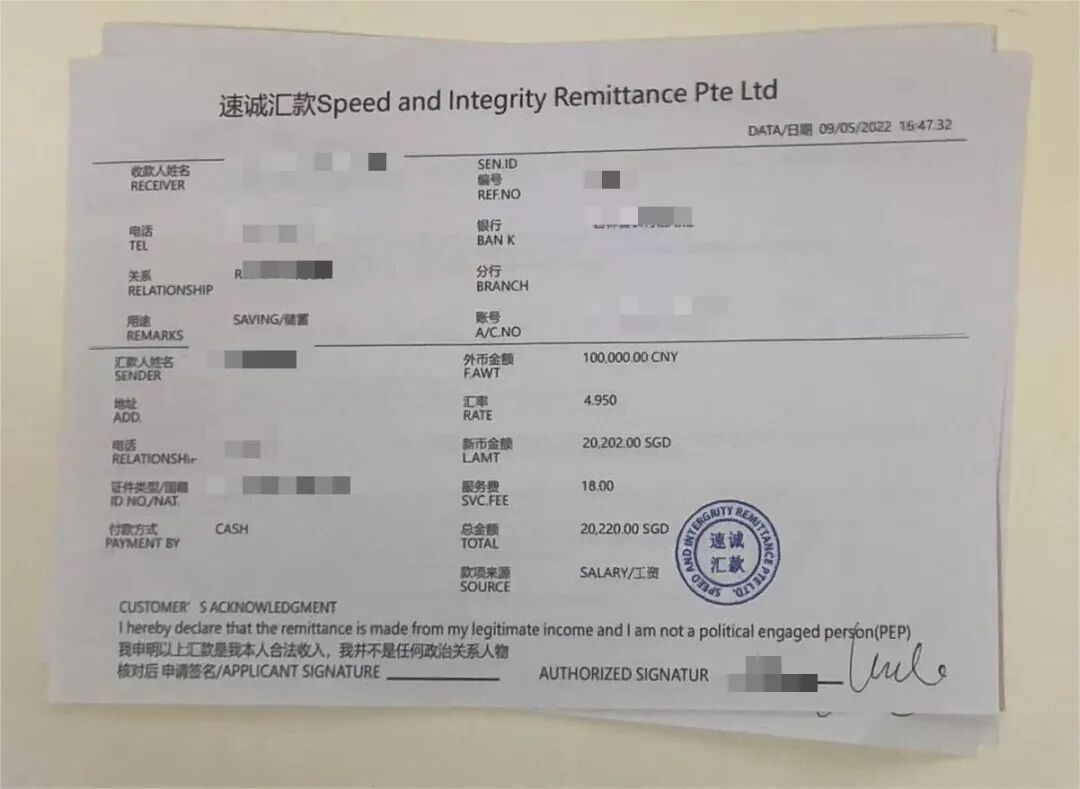 速诚汇款Speed and Integrity Remittance Pte Ltd
DATA/日期 09/05/2022 16:47.32
收款人姓名
RECEIVER
SEN.ID
编号
REF.NO
电话
TEL
银行
BAN K
关系
RELATIONSHIP
R
分行
BRANCH
用途
REMARKS
SAVING/储蓄
账号
A/C.NO
汇款人姓名
SENDER
外币金额
F.AWT
100,000.00 CNY
地址
ADD.
汇率
RATE
4.950
电话
RELATIONSHIP
新币金额
L.AMT
20,202.00 SGD
证件类型/国籍
ID NO./NAT.
服务费
SVC.FEE
18.00
付款方式
PAYMENT BY
CASH
总金额
TOTAL
20,220.00 SGD
款项来源
SOURCE
SALARY/工资
SPEED AND INTERGRITY REMITTANCE PTE LTD.
速诚
汇款
CUSTOMER' S ACKNOWLEDGMENT
I hereby declare that the remittance is made from my legitimate income and I am not a political engaged person(PEP)
我申明以上汇款是我本人合法收入，我并不是任何政治关系人物
核对后 申请签名/APPLICANT SIGNATURE
AUTHORIZED SIGNATUR